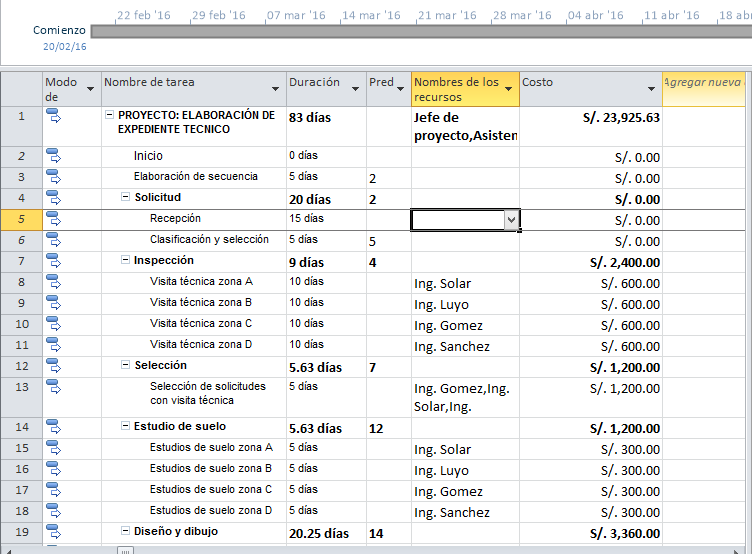 22 feb '16 29 feb '16 07 mar '16 14 mar '16 21 mar '16 28 mar '16 04 abr '16 11 abr '16 18 abr
Comienzo
20/02/16
Modo de Nombre de tarea Duración Pred Nombres de los recursos Costo Agregar nueva
1 PROYECTO: ELABORACIÓN DE EXPEDIENTE TECNICO 83 días Jefe de proyecto,Asisten S/. 23,925.63
2 Inicio 0 días S/. 0.00
3 Elaboración de secuencia 5 días 2 S/. 0.00
4 Solicitud 20 días 2 S/. 0.00
5 Recepción 15 días S/. 0.00
6 Clasificación y selección 5 días 5 S/. 0.00
7 Inspección 9 días 4 S/. 2,400.00
8 Visita técnica zona A 10 días Ing. Solar S/. 600.00
9 Visita técnica zona B 10 días Ing. Luyo S/. 600.00
10 Visita técnica zona C 10 días Ing. Gomez S/. 600.00
11 Visita técnica zona D 10 días Ing. Sanchez S/. 600.00
12 Selección 5.63 días 7 S/. 1,200.00
13 Selección de solicitudes con visita técnica 5 días Ing. Gomez,Ing. Solar,Ing. S/. 1,200.00
14 Estudio de suelo 5.63 días 12 S/. 1,200.00
15 Estudios de suelo zona A 5 días Ing. Solar S/. 300.00
16 Estudios de suelo zona B 5 días Ing. Luyo S/. 300.00
17 Estudios de suelo zona C 5 días Ing. Gomez S/. 300.00
18 Estudios de suelo zona D 5 días Ing. Sanchez S/. 300.00
19 Diseño y dibujo 20.25 días 14 S/. 3,360.00